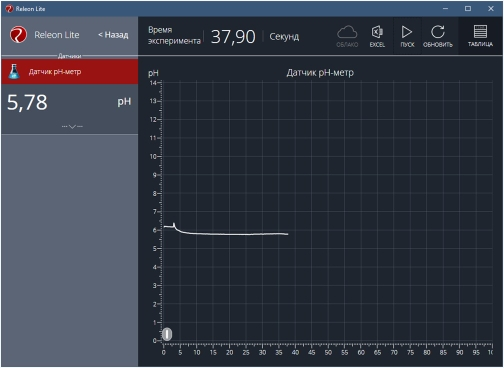 Releon Lite
Releon Lite
< Назад
Время
эксперимента
37,90
Секунд
ОБЛАКО
EXCEL
ПУСК
ОБНОВИТЬ
ТАБЛИЦА
Датчики
Датчик pH-метр
5,78
pH
pH
Датчик pH-метр
14
13
12
11
10
9
8
7
6
5
4
3
2
1
0
0 5 10 15 20 25 30 35 40 45 50 55 60 65 70 75 80 85 90 95 10